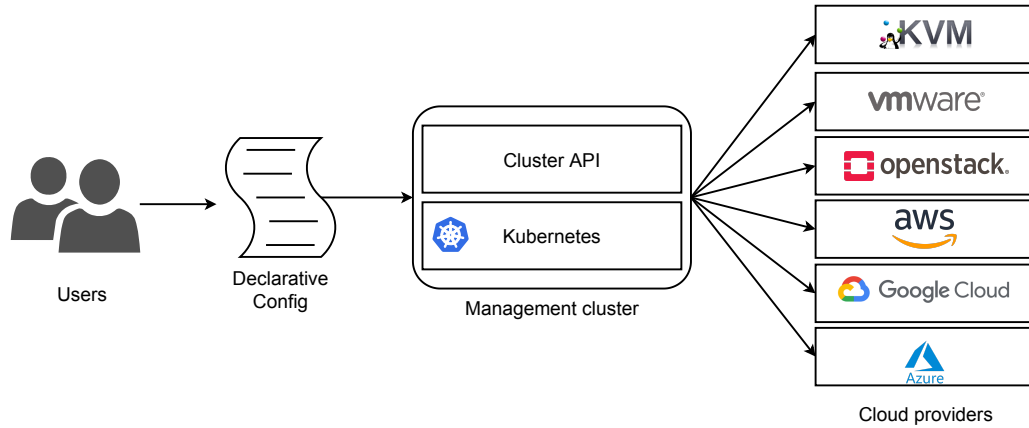 Users
Declarative
Config
Cluster API
Kubernetes
Management cluster
KVM
vmware®
openstack.
aws
Google Cloud
Azure
Cloud providers